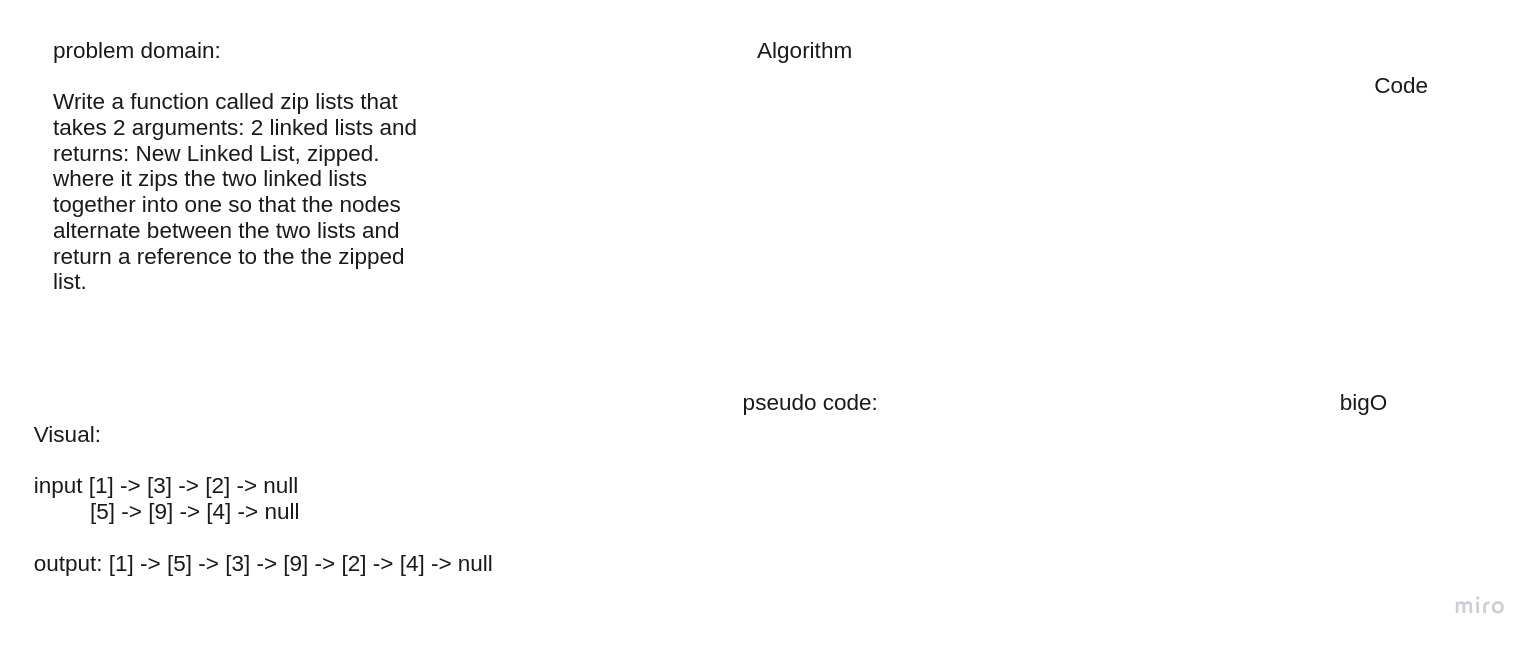 problem domain:
Write a function called zip lists that
takes 2 arguments: 2 linked lists and
returns: New Linked List, zipped.
where it zips the two linked lists
together into one so that the nodes
alternate between the two lists and
return a reference to the the zipped
list.
Visual:
input [1] -> [3] -> [2] -> null
[5] -> [9] -> [4] -> null
output: [1] -> [5] -> [3] -> [9] -> [2] -> [4] -> null
Algorithm
pseudo code:
Code
bigO
miro